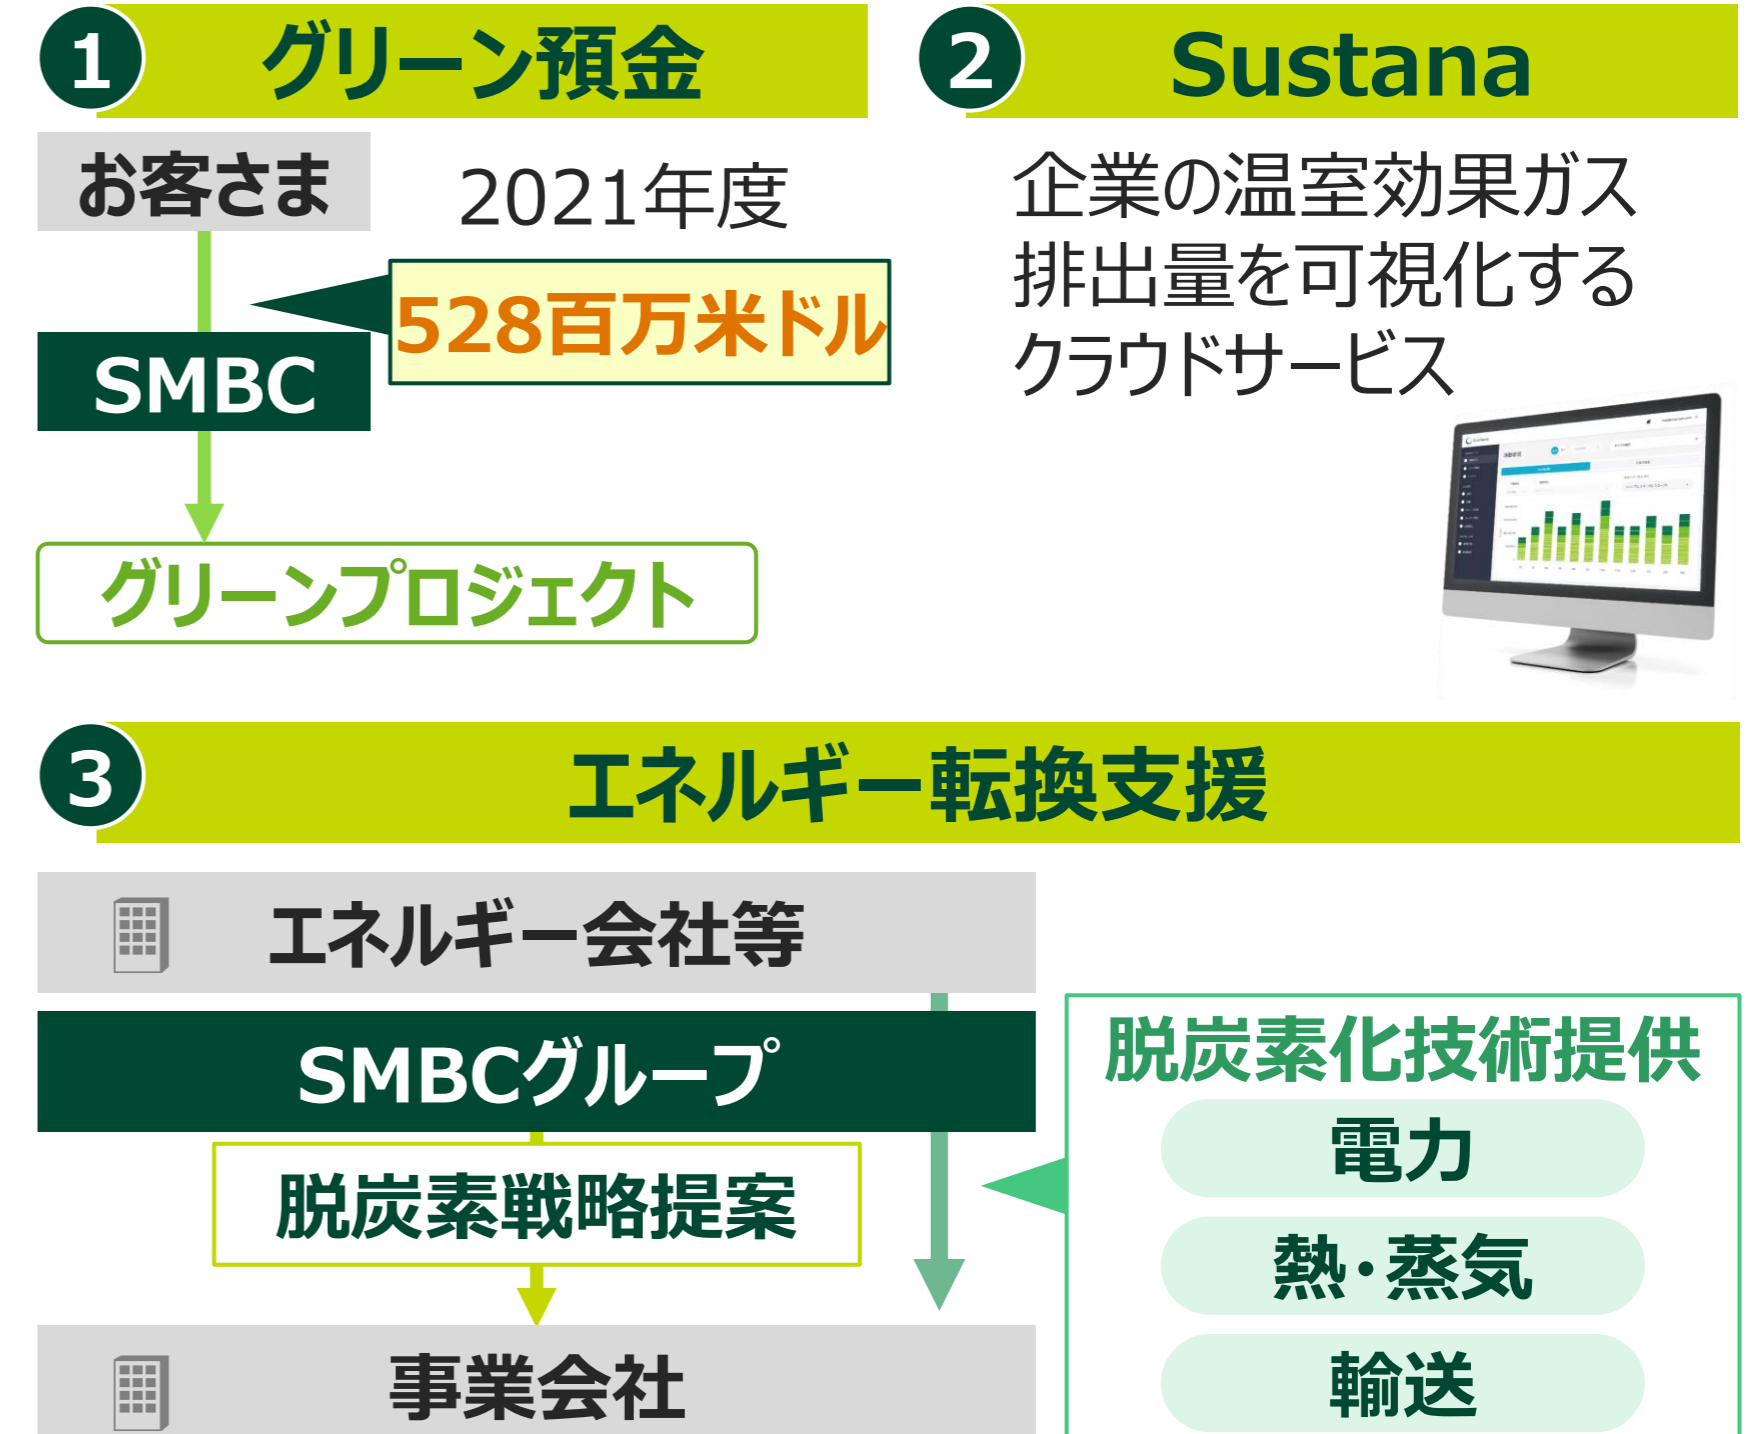 1
グリーン預金
お客さま
2021年度
528百万米ドル
SMBC
グリーンプロジェクト
2
Sustana
企業の温室効果ガス
排出量を可視化する
クラウドサービス
3
エネルギー転換支援
エネルギー会社等
SMBCグループ
脱炭素戦略提案
事業会社
脱炭素化技術提供
電力
熱・蒸気
輸送